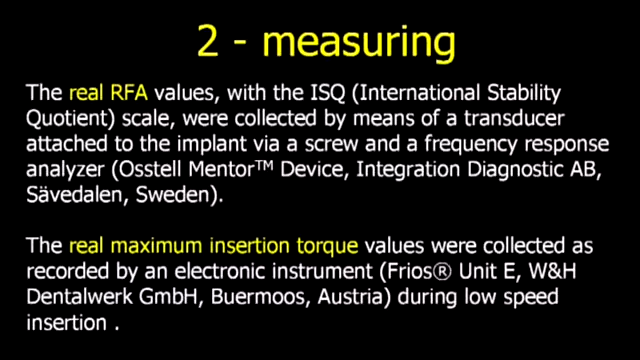 2 - measuring
The real RFA values, with the ISQ (International Stability
Quotient) scale, were collected by means of a transducer
attached to the implant via a screw and a frequency response
analyzer (Osstell Mentor™ Device, Integration Diagnostic AB,
Sävedalen, Sweden).
The real maximum insertion torque values were collected as
recorded by an electronic instrument (Frios® Unit E, W&H
Dentalwerk GmbH, Buermoos, Austria) during low speed
insertion .